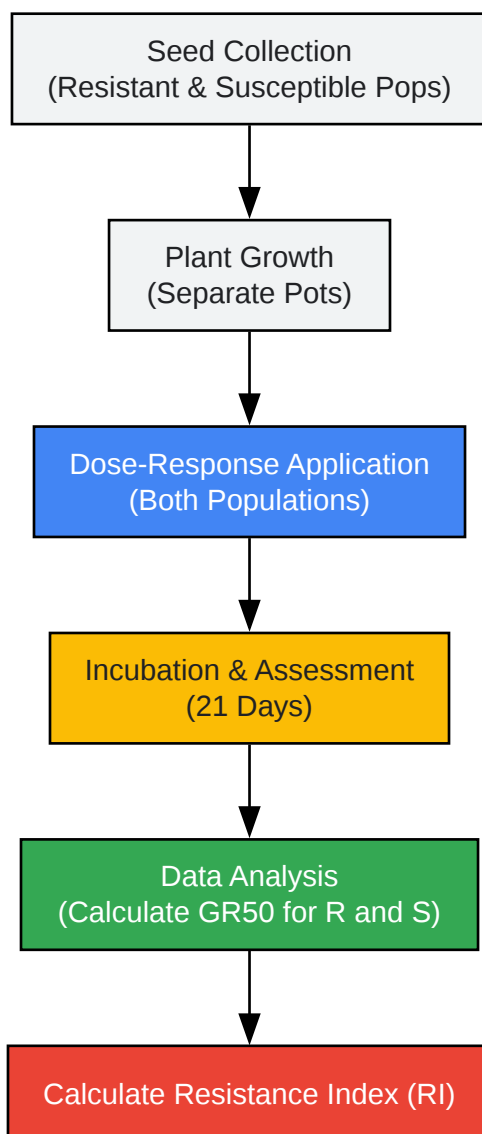 Seed Collection
(Resistant & Susceptible Pops)
Plant Growth
(Separate Pots)
Dose-Response Application
(Both Populations)
Incubation & Assessment
(21 Days)
Data Analysis
(Calculate GR50 for R and S)
Calculate Resistance Index (RI)